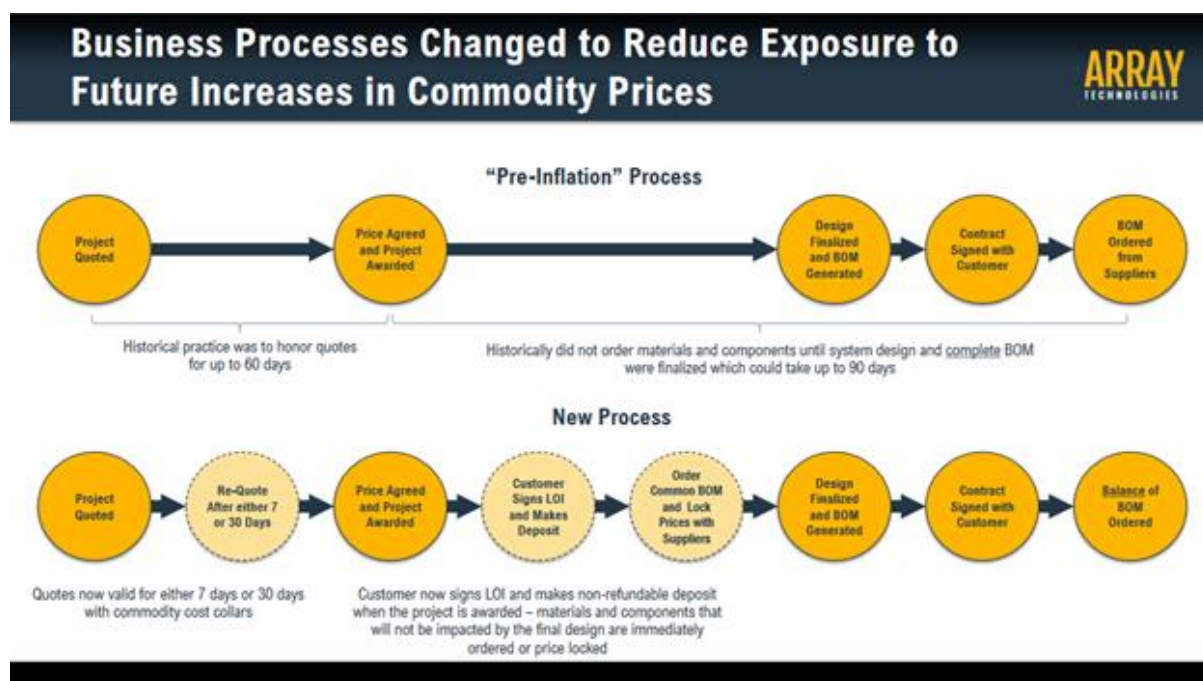 Business Processes Changed to Reduce Exposure to
Future Increases in Commodity Prices
ARRAY
TECHNOLOGIES
“Pre-Inflation” Process
Project
Quoted
Price Agreed
and Project
Awarded
Design
Finalized
and BOM
Generated
Contract
Signed with
Customer
BOM
Ordered
from
Suppliers
Historical practice was to honor quotes
for up to 60 days
Historically did not order materials and components until system design and complete BOM
were finalized which could take up to 90 days
New Process
Project
Quoted
Re-Quote
After either 7
or 30 Days
Price Agreed
and Project
Awarded
Customer
Signs LOI
and Makes
Deposit
Order
Common BOM
and Lock
Prices with
Suppliers
Design
Finalized
and BOM
Generated
Contract
Signed with
Customer
Balance of
BOM
Ordered
Quotes now valid for either 7 days or 30 days
with commodity cost collars
Customer now signs LOI and makes non-refundable deposit
when the project is awarded – materials and components that
will not be impacted by the final design are immediately
ordered or price locked